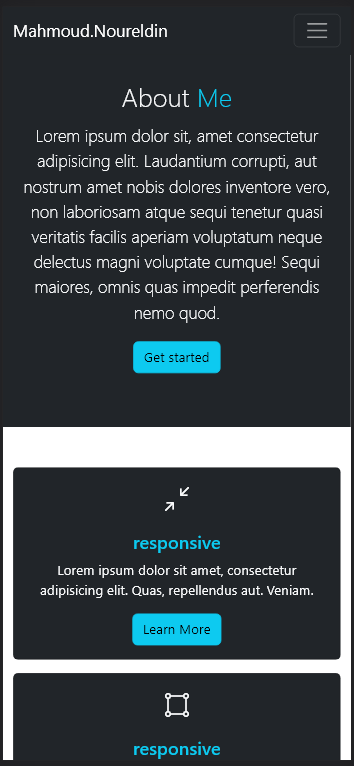 Mahmoud.Noureldin
About Me
Lorem ipsum dolor sit, amet consectetur
adipisicing elit. Laudantium corrupti, aut
nostrum amet nobis dolores inventore vero,
non laboriosam atque sequi tenetur quasi
veritatis facilis aperiam voluptatum neque
delectus magni voluptate cumque! Sequi
maiores, omnis quas impedit perferendis
nemo quod.
Get started
responsive
Lorem ipsum dolor sit amet, consectetur
adipisicing elit. Quas, repellendus aut. Veniam.
Learn More
responsive